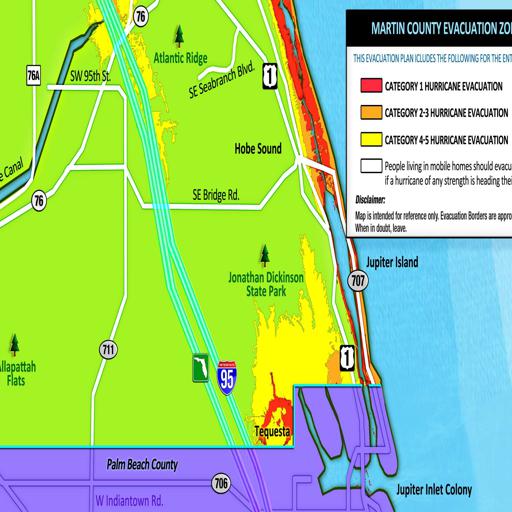 MARTIN COUNTY EVACUATION ZO
THIS EVACUATION PLAN ICLUDES THE FOLLOWING FOR THE ENT
CATEGORY 1 HURRICANE EVACUATION
CATEGORY 2-3 HURRICANE EVACUATION
CATEGORY 4-5 HURRICANE EVACUATION
People living in mobile homes should evacu
if a hurricane of any strength is heading thei
Disclaimer:
Map is intended for reference only. Evacuation Borders are appro
When in doubt, leave.
76
Atlantic Ridge
76A
SW 95th St.
SE Seabranch Blvd.
1
Hobe Sound
e Canal
76
SE Bridge Rd.
Jupiter Island
Jonathan Dickinson
State Park
707
711
1
Allapattah
Flats
95
Tequesta
Palm Beach County
706
W Indiantown Rd.
Jupiter Inlet Colony